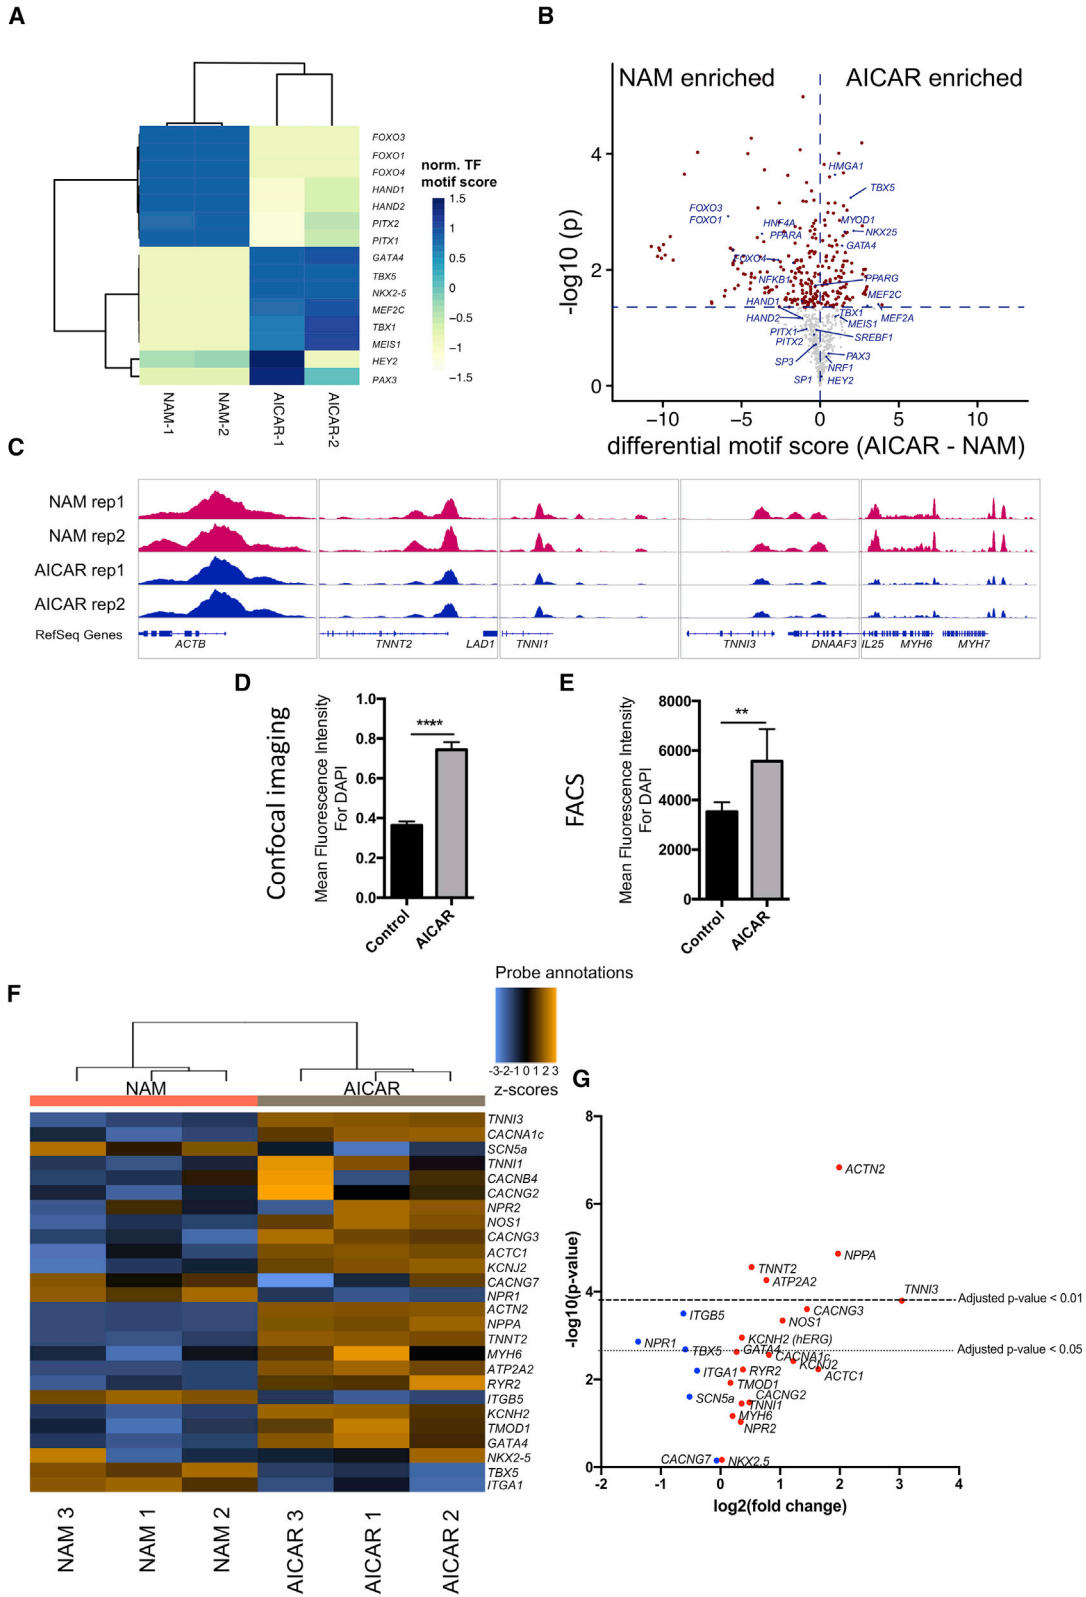 A
FOXO3
FOXO1
FOXO4
HAND1
HAND2
PITX2
PITX1
GATA4
TBX5
NKX2-5
MEF2C
TBX1
MEIS1
HEY2
PAX3
NAM-1
NAM-2
AICAR-1
AICAR-2
norm. TF
motif score
1.5
1
0.5
0
−0.5
−1
−1.5
B
NAM enriched
AICAR enriched
HMGA1
TBX5
FOXO3
FOXO1
HNF4A
MYOD1
PPARA
NKX25
GATA4
FOXO4
NFKB1
PPARG
HAND1
MEF2C
HAND2
TBX1
MEF2A
MEIS1
PITX1
SREBF1
PITX2
SP3
PAX3
NRF1
SP1
HEY2
-log10 (p)
4
2
0
−10
−5
0
5
10
differential motif score (AICAR - NAM)
C
NAM rep1
NAM rep2
AICAR rep1
AICAR rep2
RefSeq Genes
ACTB
TNNT2
LAD1
TNNI1
TNNI3
DNAAF3
IL25
MYH6
MYH7
D
Confocal imaging
Mean Fluorescence Intensity
For DAPI
1.0
0.8
0.6
0.4
0.2
0.0
****
Control
AICAR
E
FACS
Mean Fluorescence Intensity
For DAPI
8000
6000
4000
2000
0
**
Control
AICAR
F
Probe annotations
-3-2-1 0 1 2 3
z-scores
NAM
AICAR
TNNI3
CACNA1c
SCN5a
TNNI1
CACNB4
CACNG2
NPR2
NOS1
CACNG3
ACTC1
KCNJ2
CACNG7
NPR1
ACTN2
NPPA
TNNT2
MYH6
ATP2A2
RYR2
ITGB5
KCNH2
TMOD1
GATA4
NKX2-5
TBX5
ITGA1
NAM 3
NAM 1
NAM 2
AICAR 3
AICAR 1
AICAR 2
G
-log10(p-value)
8
6
4
2
0
ACTN2
NPPA
TNNT2
ATP2A2
TNNI3
Adjusted p-value < 0.01
CACNG3
ITGB5
NOS1
KCNH2 (hERG)
NPR1
TBX5
GATA4
Adjusted p-value < 0.05
CACNA1c
KCNJ2
ITGA1
RYR2
ACTC1
TMOD1
SCN5a
CACNG2
TNNI1
MYH6
NPR2
CACNG7
NKX2.5
-2
-1
0
1
2
3
4
log2(fold change)